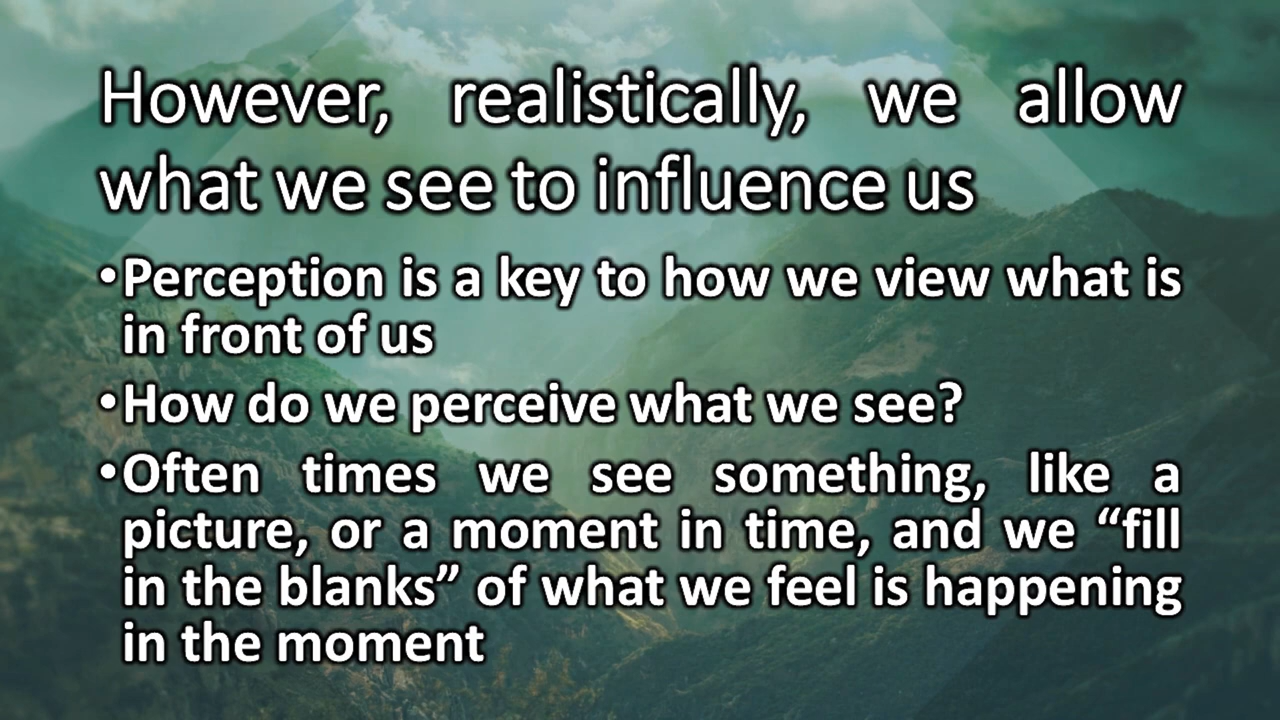 However, realistically, we allow
what we see to influence us
•Perception is a key to how we view what is
in front of us
•How do we perceive what we see?
•Often times we see something, like a
picture, or a moment in time, and we “fill
in the blanks” of what we feel is happening
in the moment